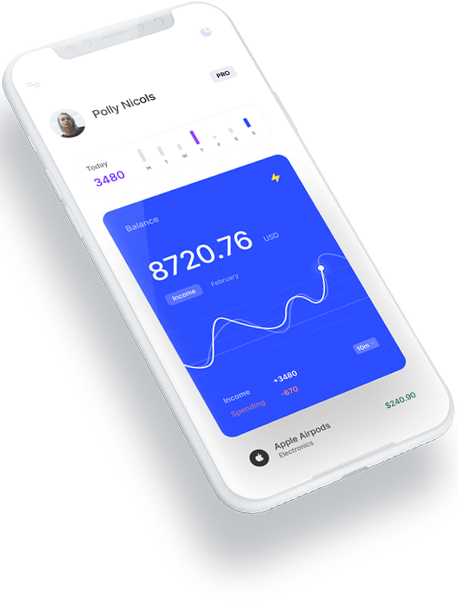 PRO
Polly Nicols
Today
3480
M T W T F S S
Balance
8720.76 USD
Income February
10m
Income +3480
Spending -670
Apple Airpods $240.90
Electronics